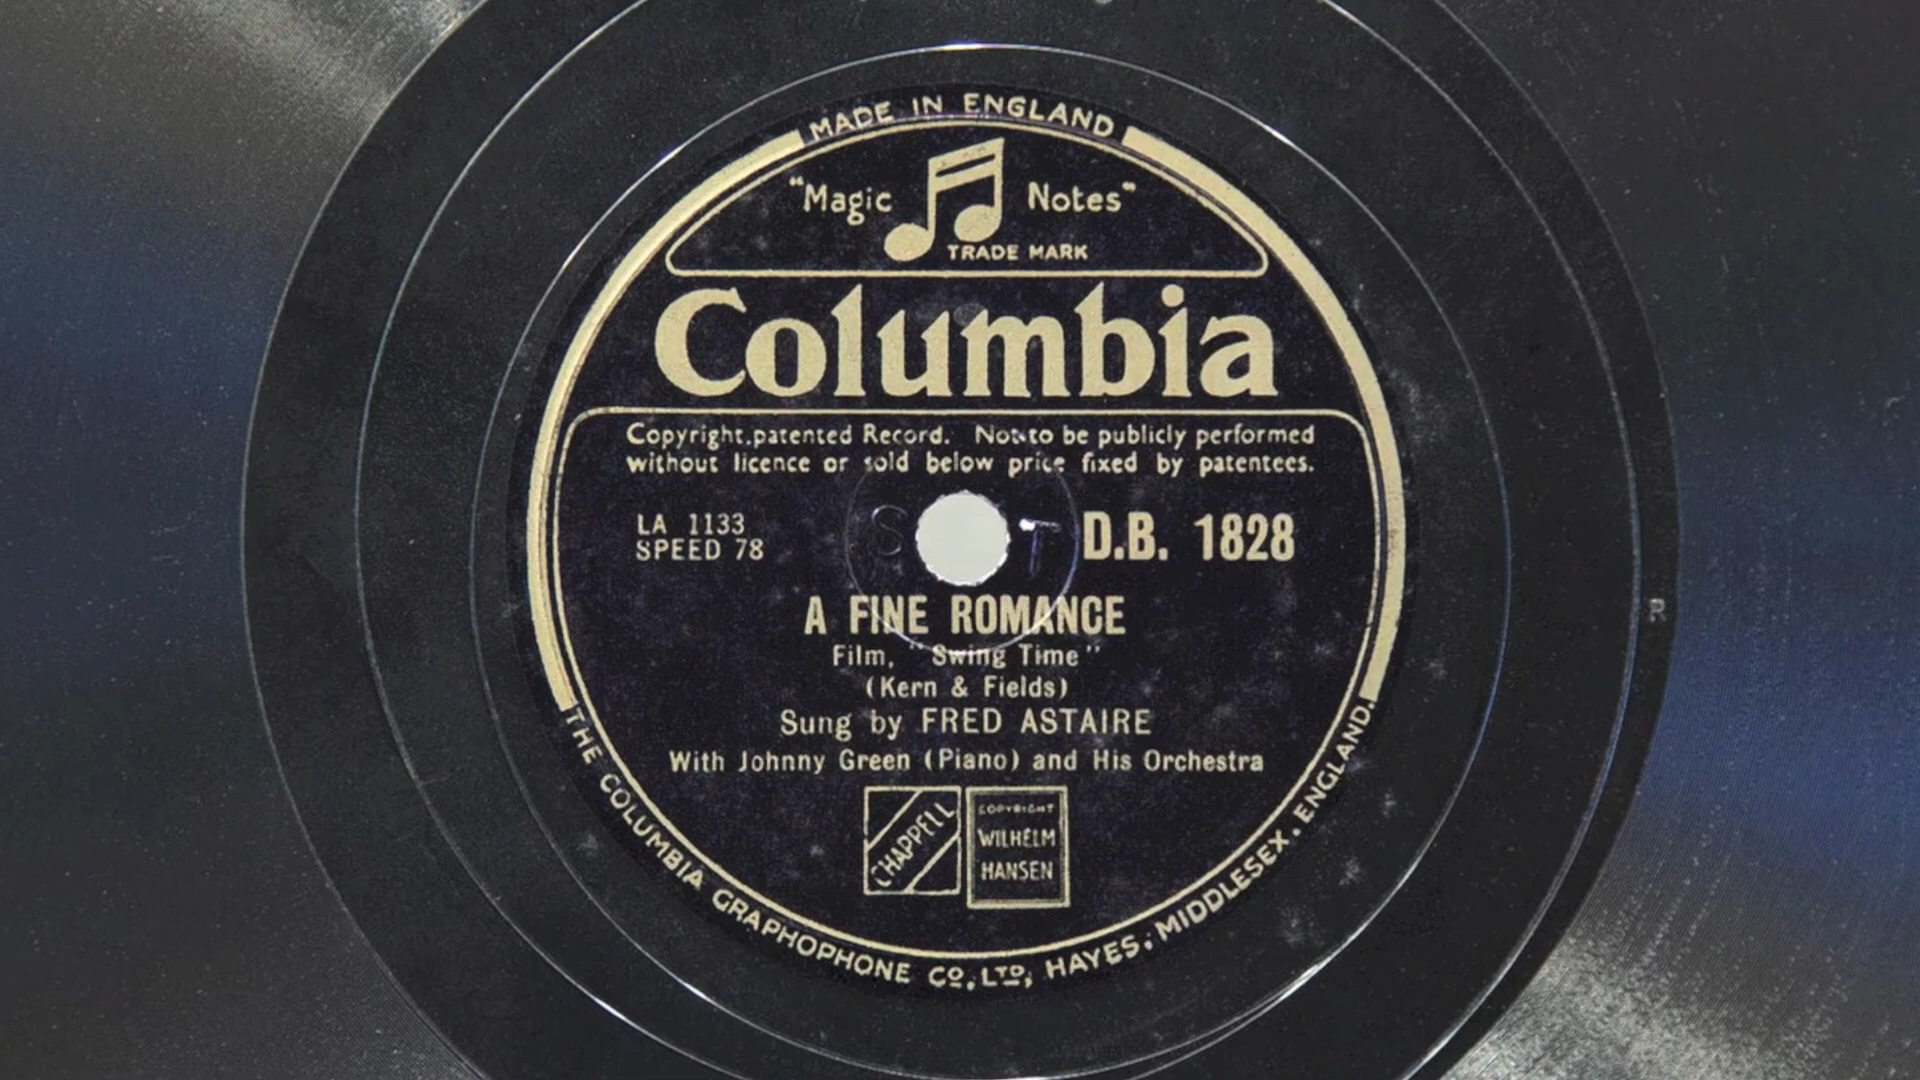 MADE IN ENGLAND
"Magic Notes"
TRADE MARK
Columbia
Copyright, patented Record. Not to be publicly performed
without licence or sold below price fixed by patentees.
LA 1133
SPEED 78
D.B. 1828
S T
A FINE ROMANCE
Film, "Swing Time"
(Kern & Fields)
Sung by FRED ASTAIRE
With Johnny Green (Piano) and His Orchestra
CHAPPELL
COPYRIGHT
WILHELM
HANSEN
THE COLUMBIA GRAPHOPHONE CO., LTD, HAYES, MIDDLESEX. ENGLAND.
R